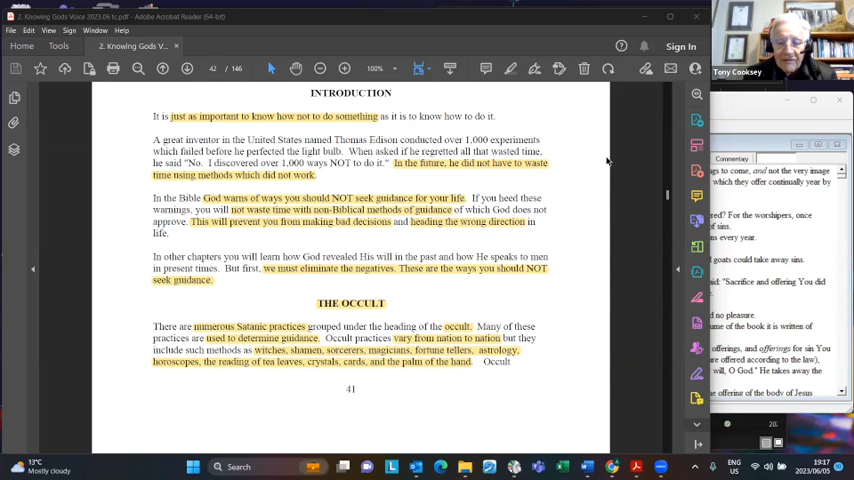 2. Knowing Gods Voice 2023.06 tc.pdf - Adobe Acrobat Reader (64-bit)
File Edit View Sign Window Help
Home Tools 2. Knowing Gods Voice ... × Sign In
42 / 146 100%
INTRODUCTION
It is just as important to know how not to do something as it is to know how to do it.
A great inventor in the United States named Thomas Edison conducted over 1,000 experiments
which failed before he perfected the light bulb. When asked if he regretted all that wasted time,
he said "No. I discovered over 1,000 ways NOT to do it." In the future, he did not have to waste
time using methods which did not work.
In the Bible God warns of ways you should NOT seek guidance for your life. If you heed these
warnings, you will not waste time with non-Biblical methods of guidance of which God does not
approve. This will prevent you from making bad decisions and heading the wrong direction in
life.
In other chapters you will learn how God revealed His will in the past and how He speaks to men
in present times. But first, we must eliminate the negatives. These are the ways you should NOT
seek guidance.
THE OCCULT
There are numerous Satanic practices grouped under the heading of the occult. Many of these
practices are used to determine guidance. Occult practices vary from nation to nation but they
include such methods as witches, shamen, sorcerers, magicians, fortune tellers, astrology,
horoscopes, the reading of tea leaves, crystals, cards, and the palm of the hand. Occult
41
Tony Cooksey
Commentary
ngs to come, and not the very image
which they offer continually year by
red? For the worshipers, once
of sins.
ns every year.
goats could take away sins.
d: "Sacrifice and offering You did
d no pleasure.
ume of the book it is written of
offerings, and offerings for sin You
are offered according to the law),
will, O God." He takes away the
he offering of the body of Jesus
13°C
Mostly cloudy
Search
ENG
US
19:17
2023/06/05